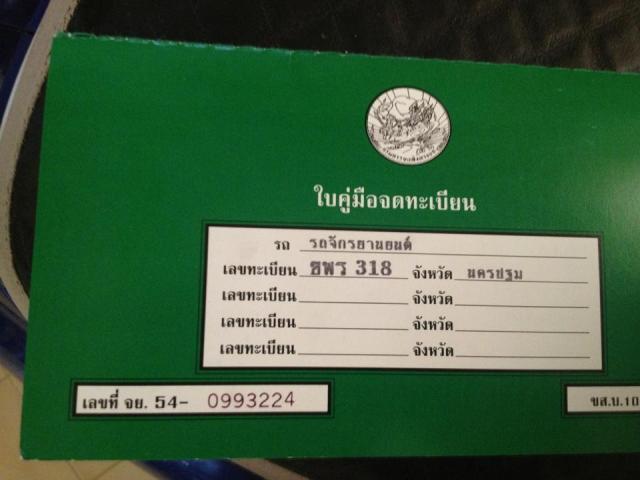 ใบคู่มือจดทะเบียน
รถ รถจักรยานยนต์
เลขทะเบียน ขพร 318 จังหวัด นครปฐม
เลขทะเบียน จังหวัด
เลขทะเบียน จังหวัด
เลขทะเบียน จังหวัด
เลขที่ จย. 54- 0993224
ขส.บ.10